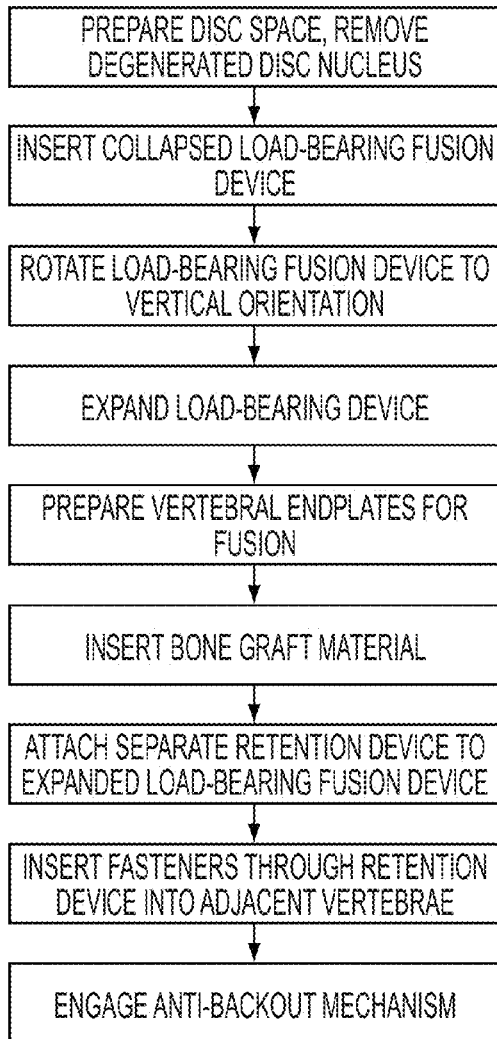 PREPARE DISC SPACE, REMOVE
DEGENERATED DISC NUCLEUS
INSERT COLLAPSED LOAD-BEARING FUSION
DEVICE
ROTATE LOAD-BEARING FUSION DEVICE TO
VERTICAL ORIENTATION
EXPAND LOAD-BEARING DEVICE
PREPARE VERTEBRAL ENDPLATES FOR
FUSION
INSERT BONE GRAFT MATERIAL
ATTACH SEPARATE RETENTION DEVICE TO
EXPANDED LOAD-BEARING FUSION DEVICE
INSERT FASTENERS THROUGH RETENTION
DEVICE INTO ADJACENT VERTEBRAE
ENGAGE ANTI-BACKOUT MECHANISM